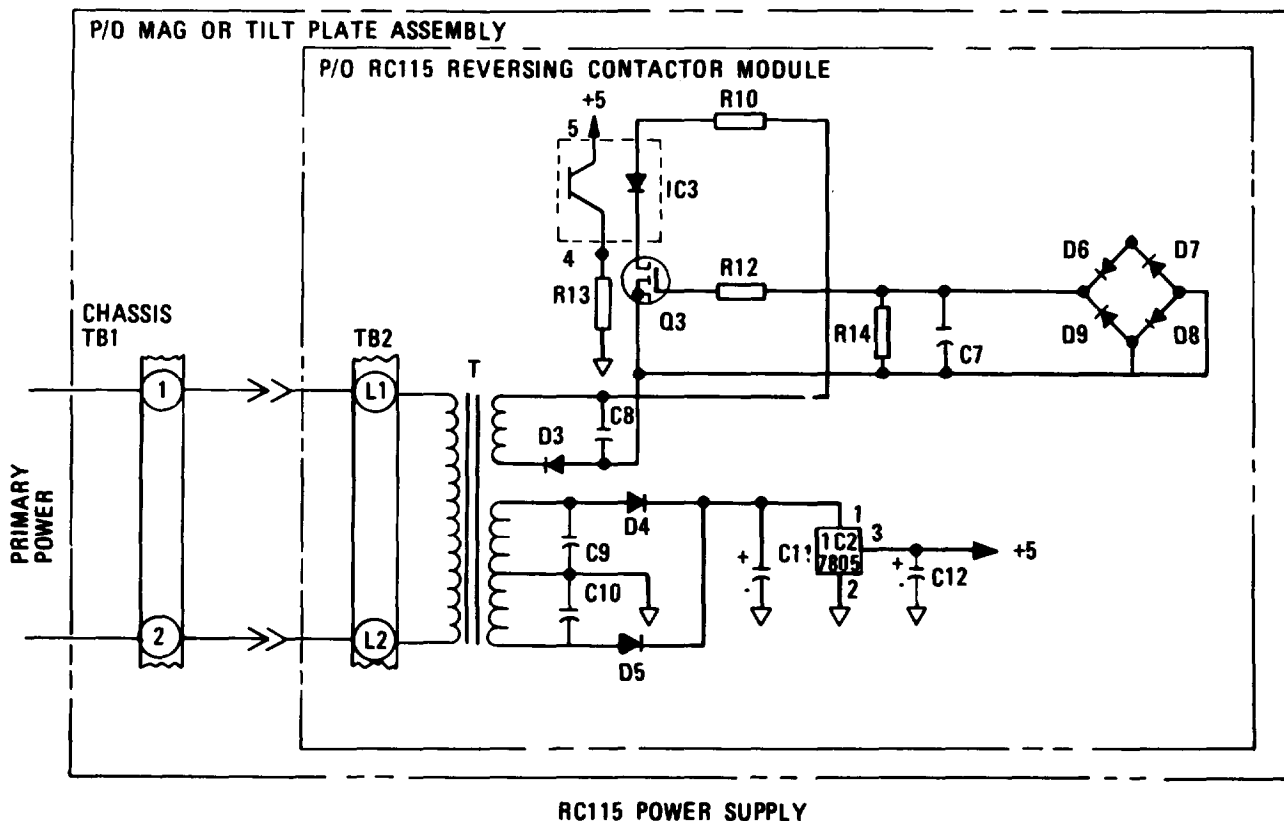 P/O MAG OR TILT PLATE ASSEMBLY
P/O RC115 REVERSING CONTACTOR MODULE
+5
5
R10
IC3
4
R13
Q3
R12
R14
C7
D6
D7
D9
D8
CHASSIS
TB1
TB2
T
1
L1
C8
D3
PRIMARY
POWER
D4
C9
C10
D5
C11
+
-
1
1C2
7805
3
2
+
-
C12
+5
2
L2
RC115 POWER SUPPLY